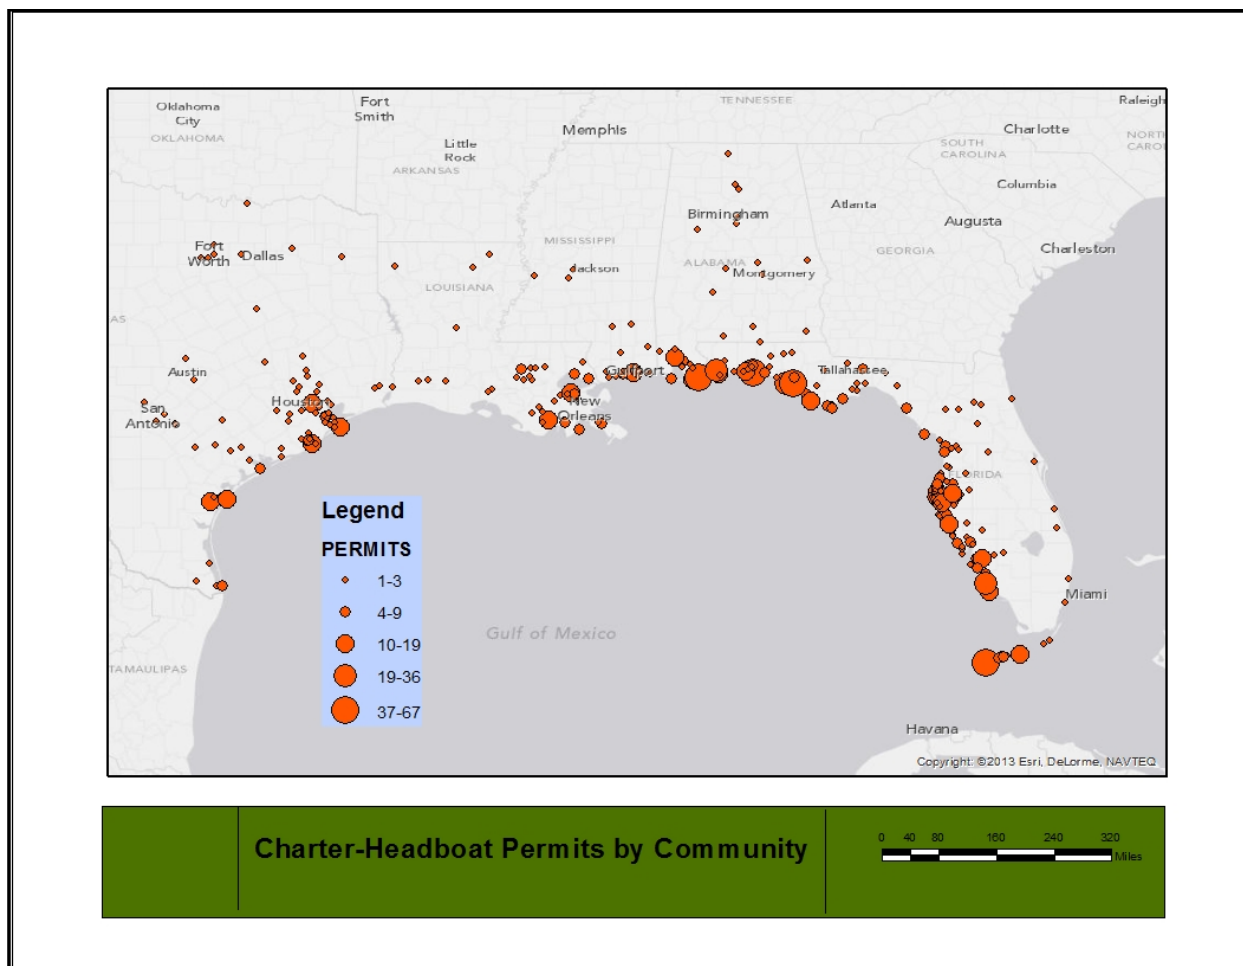 Oklahoma
City
OKLAHOMA
Fort
Smith
TENNESSEE
Raleigh
Little
Rock
ARKANSAS
Memphis
Charlotte
NORTH
CAROL
SOUTH
CAROLINA
Columbia
Birmingham
Atlanta
Augusta
Fort
Worth
Dallas
MISSISSIPPI
Jackson
ALABAMA
Montgomery
GEORGIA
Charleston
LOUISIANA
AS
Austin
Gulfport
Tallahassee
San
Antonio
Houston
New
Orleans
FLORIDA
Legend
PERMITS
1-3
4-9
10-19
19-36
37-67
Gulf of Mexico
Miami
TAMAULIPAS
Havana
Copyright: ©2013 Esri, DeLorme, NAVTEQ
Charter-Headboat Permits by Community
0 40 80 160 240 320
Miles